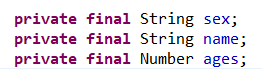 private final String sex;
private final String name;
private final Number ages;